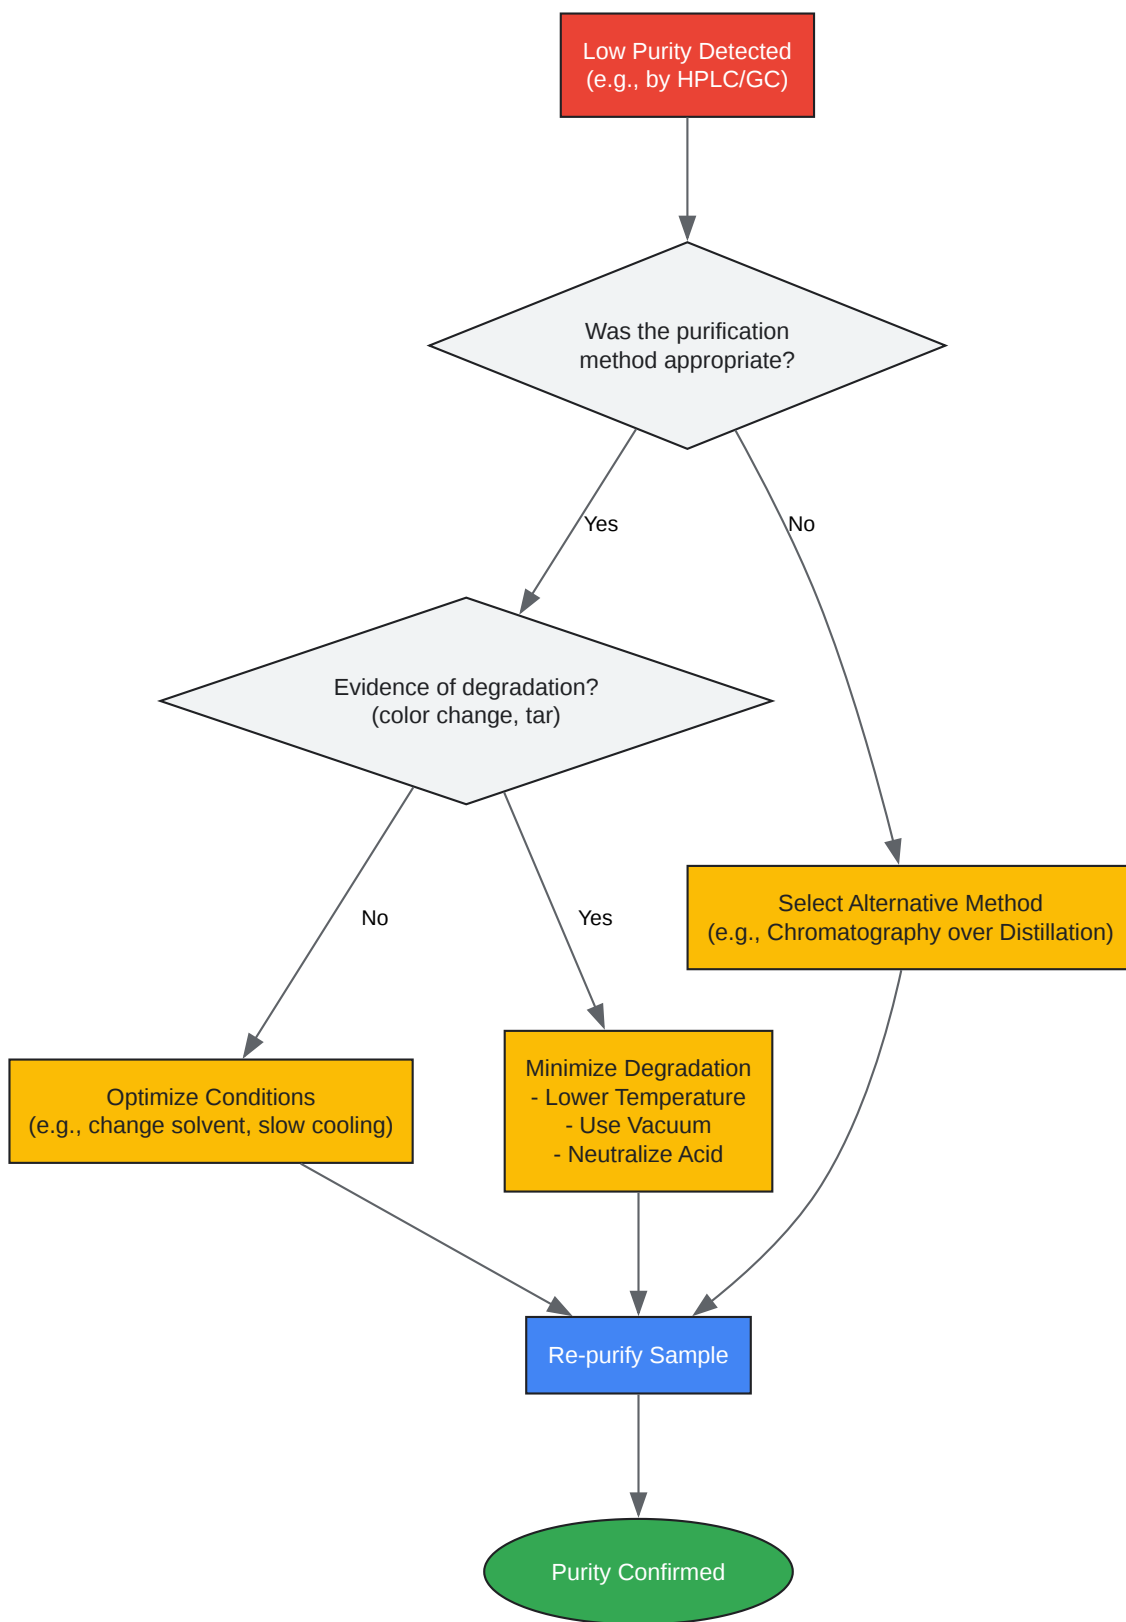 Low Purity Detected
(e.g., by HPLC/GC)
Was the purification
method appropriate?
Yes
No
Evidence of degradation?
(color change, tar)
No
Yes
Select Alternative Method
(e.g., Chromatography over Distillation)
Optimize Conditions
(e.g., change solvent, slow cooling)
Minimize Degradation
- Lower Temperature
- Use Vacuum
- Neutralize Acid
Re-purify Sample
Purity Confirmed